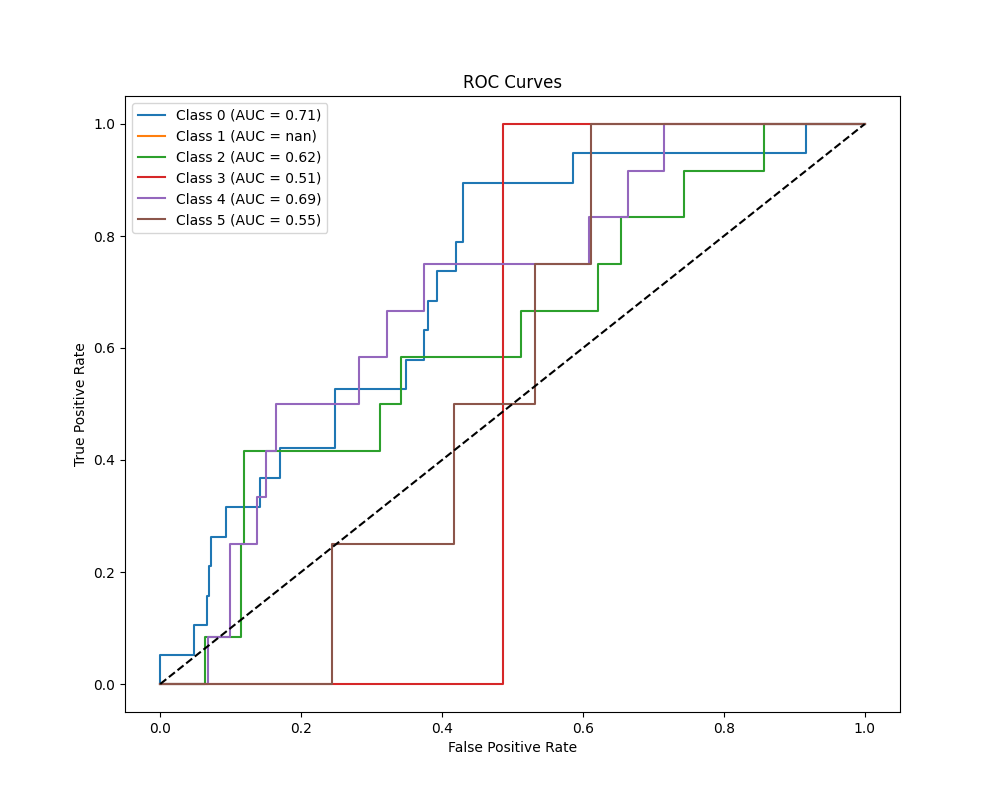 ROC Curves
Class 0 (AUC = 0.71)
Class 1 (AUC = nan)
Class 2 (AUC = 0.62)
Class 3 (AUC = 0.51)
Class 4 (AUC = 0.69)
Class 5 (AUC = 0.55)
True Positive Rate
1.0
0.8
0.6
0.4
0.2
0.0
0.0 0.2 0.4 0.6 0.8 1.0
False Positive Rate